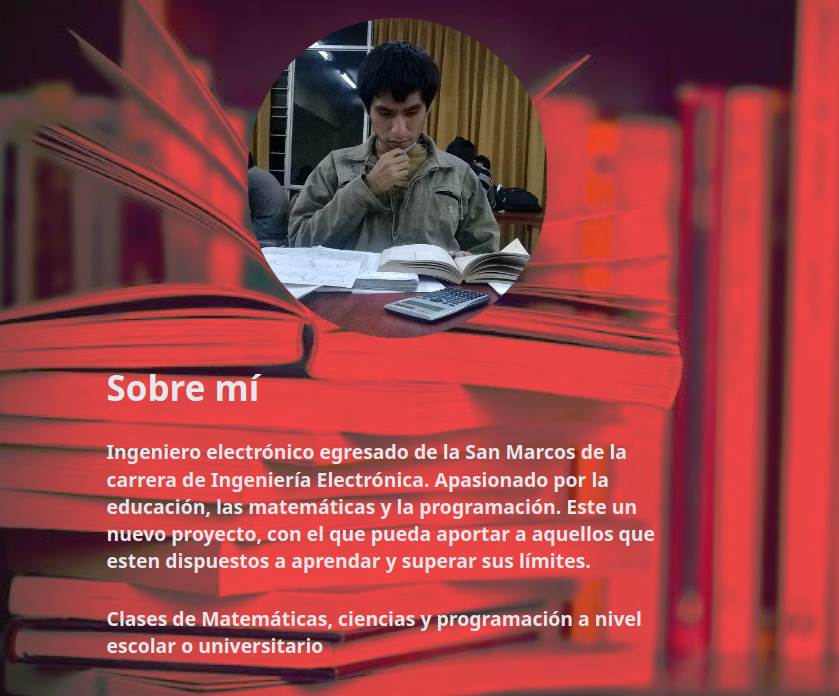 Sobre mí
Ingeniero electrónico egresado de la San Marcos de la
carrera de Ingeniería Electrónica. Apasionado por la
educación, las matemáticas y la programación. Este un
nuevo proyecto, con el que pueda aportar a aquellos que
esten dispuestos a aprendar y superar sus límites.
Clases de Matemáticas, ciencias y programación a nivel
escolar o universitario